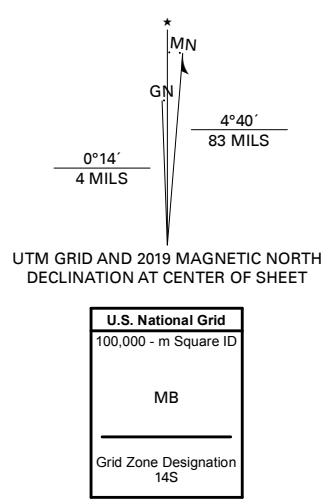 ★
MN
GN
4°40´
83 MILS
0°14´
4 MILS
UTM GRID AND 2019 MAGNETIC NORTH
DECLINATION AT CENTER OF SHEET
U.S. National Grid
100,000 - m Square ID
MB
Grid Zone Designation
14S